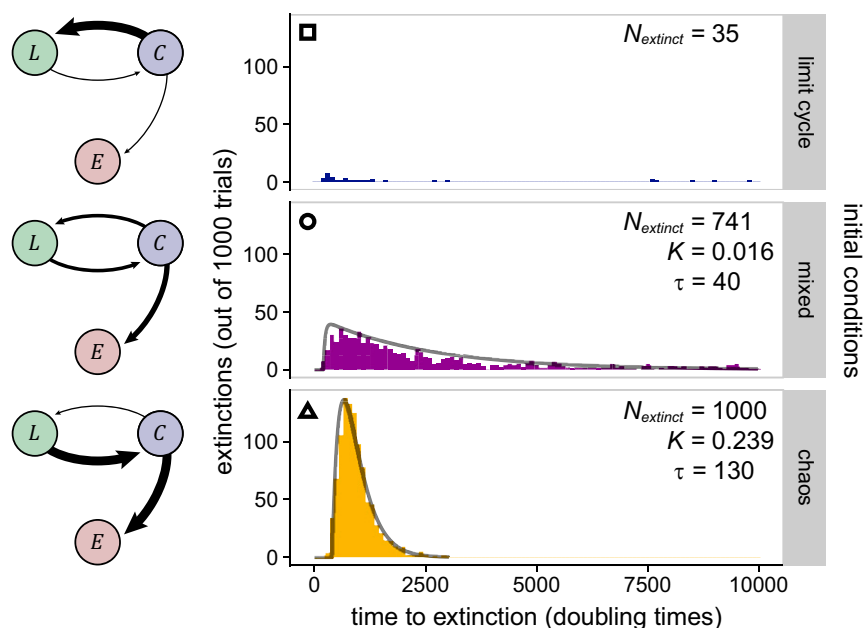 L
C
E
L
C
E
L
C
E
extinctions (out of 1000 trials)
100
50
0
N_extinct = 35
limit cycle
100
50
0
N_extinct = 741
K = 0.016
τ = 40
mixed
100
50
0
N_extinct = 1000
K = 0.239
τ = 130
chaos
initial conditions
0
2500
5000
7500
10000
time to extinction (doubling times)